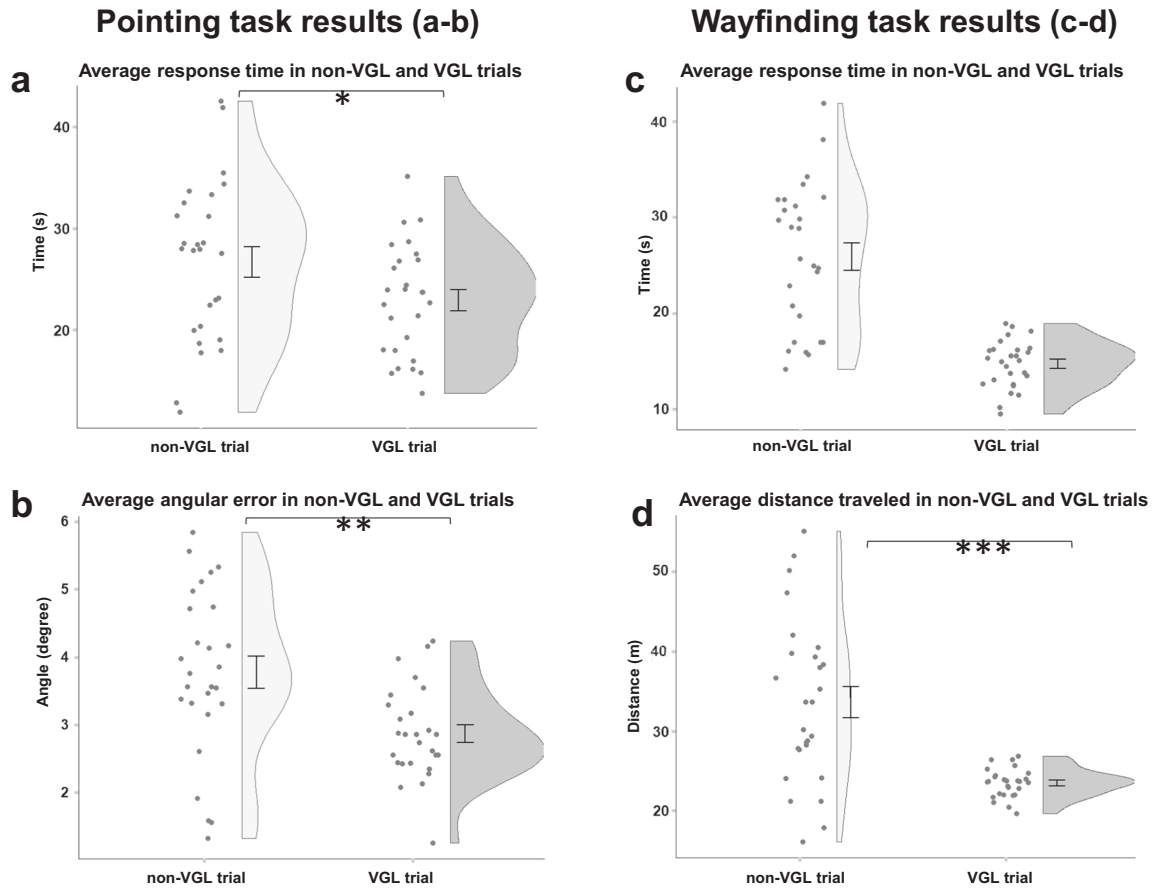 Pointing task results (a-b)
Wayfinding task results (c-d)
a
Average response time in non-VGL and VGL trials
*
Time (s)
40
30
20
non-VGL trial
VGL trial
c
Average response time in non-VGL and VGL trials
Time (s)
40
30
20
10
non-VGL trial
VGL trial
b
Average angular error in non-VGL and VGL trials
**
Angle (degree)
6
5
4
3
2
non-VGL trial
VGL trial
d
Average distance traveled in non-VGL and VGL trials
***
Distance (m)
50
40
30
20
non-VGL trial
VGL trial